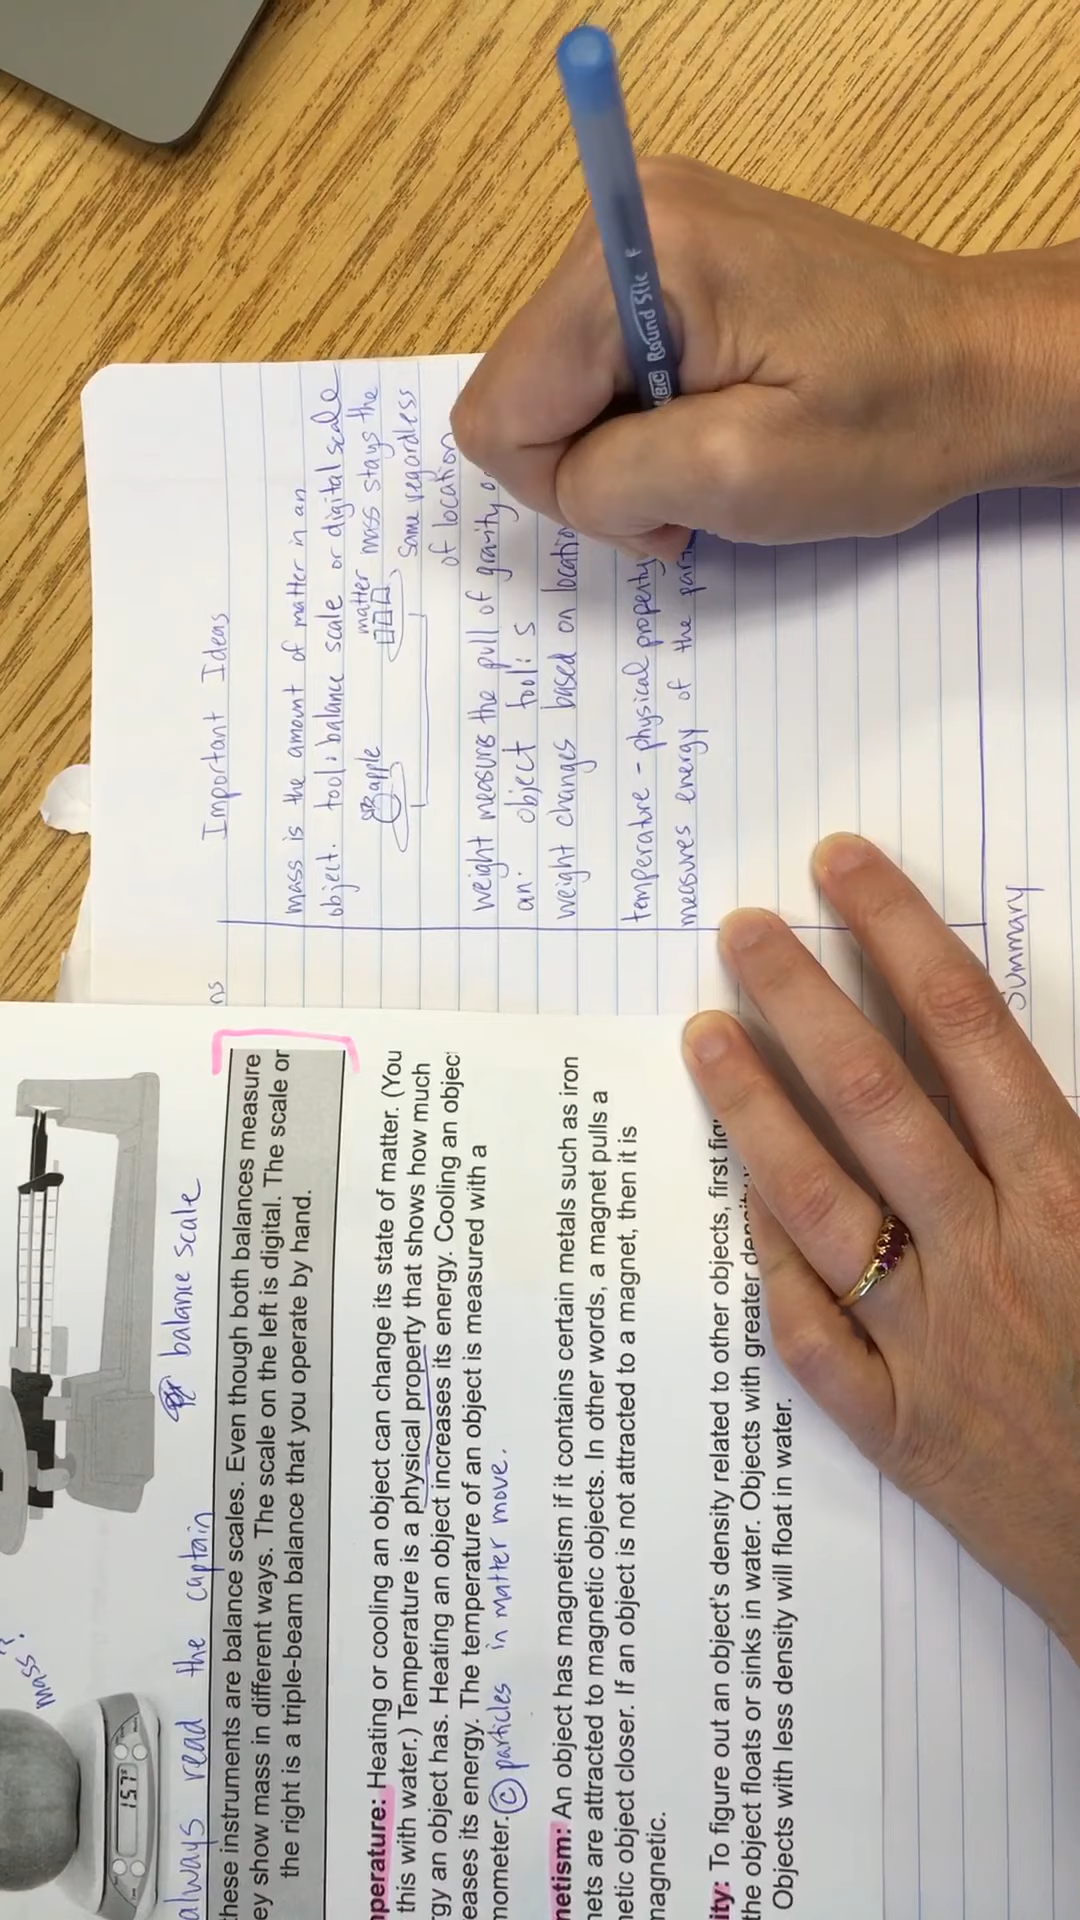 mass?
157g
balance scale
always read the captain
these instruments are balance scales. Even though both balances measure
ey show mass in different ways. The scale on the left is digital. The scale or
the right is a triple-beam balance that you operate by hand.
perature: Heating or cooling an object can change its state of matter. (You
this with water.) Temperature is a physical property that shows how much
rgy an object has. Heating an object increases its energy. Cooling an objec
eases its energy. The temperature of an object is measured with a
mometer. © particles in matter move.
netism: An object has magnetism if it contains certain metals such as iron
nets are attracted to magnetic objects. In other words, a magnet pulls a
netic object closer. If an object is not attracted to a magnet, then it is
magnetic.
ity: To figure out an object's density related to other objects, first
the object floats or sinks in water. Objects with greater
Objects with less density will float in water.
ns
Important Ideas
mass is the amount of matter in an
object. tool: balance scale or digital scale
apple matter mass stays the
same regardless
of location
weight measures the pull of gravity
an object tool: s
weight changes based on locatio
temperature - physical property
measures energy of the par
Summary
BIC Round Stic F